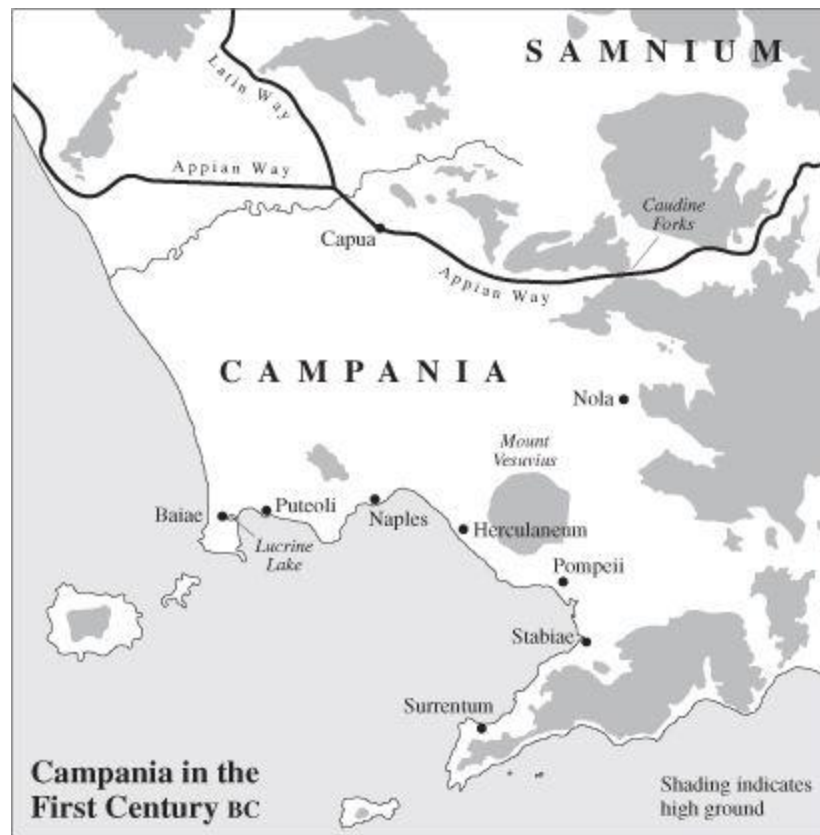 SAMNIUM
Latin Way
Appian Way
Caudine
Forks
Capua
Appian Way
CAMPANIA
Nola
Mount
Vesuvius
Baiae
Puteoli
Naples
Lucrine
Lake
Herculaneum
Pompeii
Stabiae
Surrentum
Campania in the
First Century BC
Shading indicates
high ground